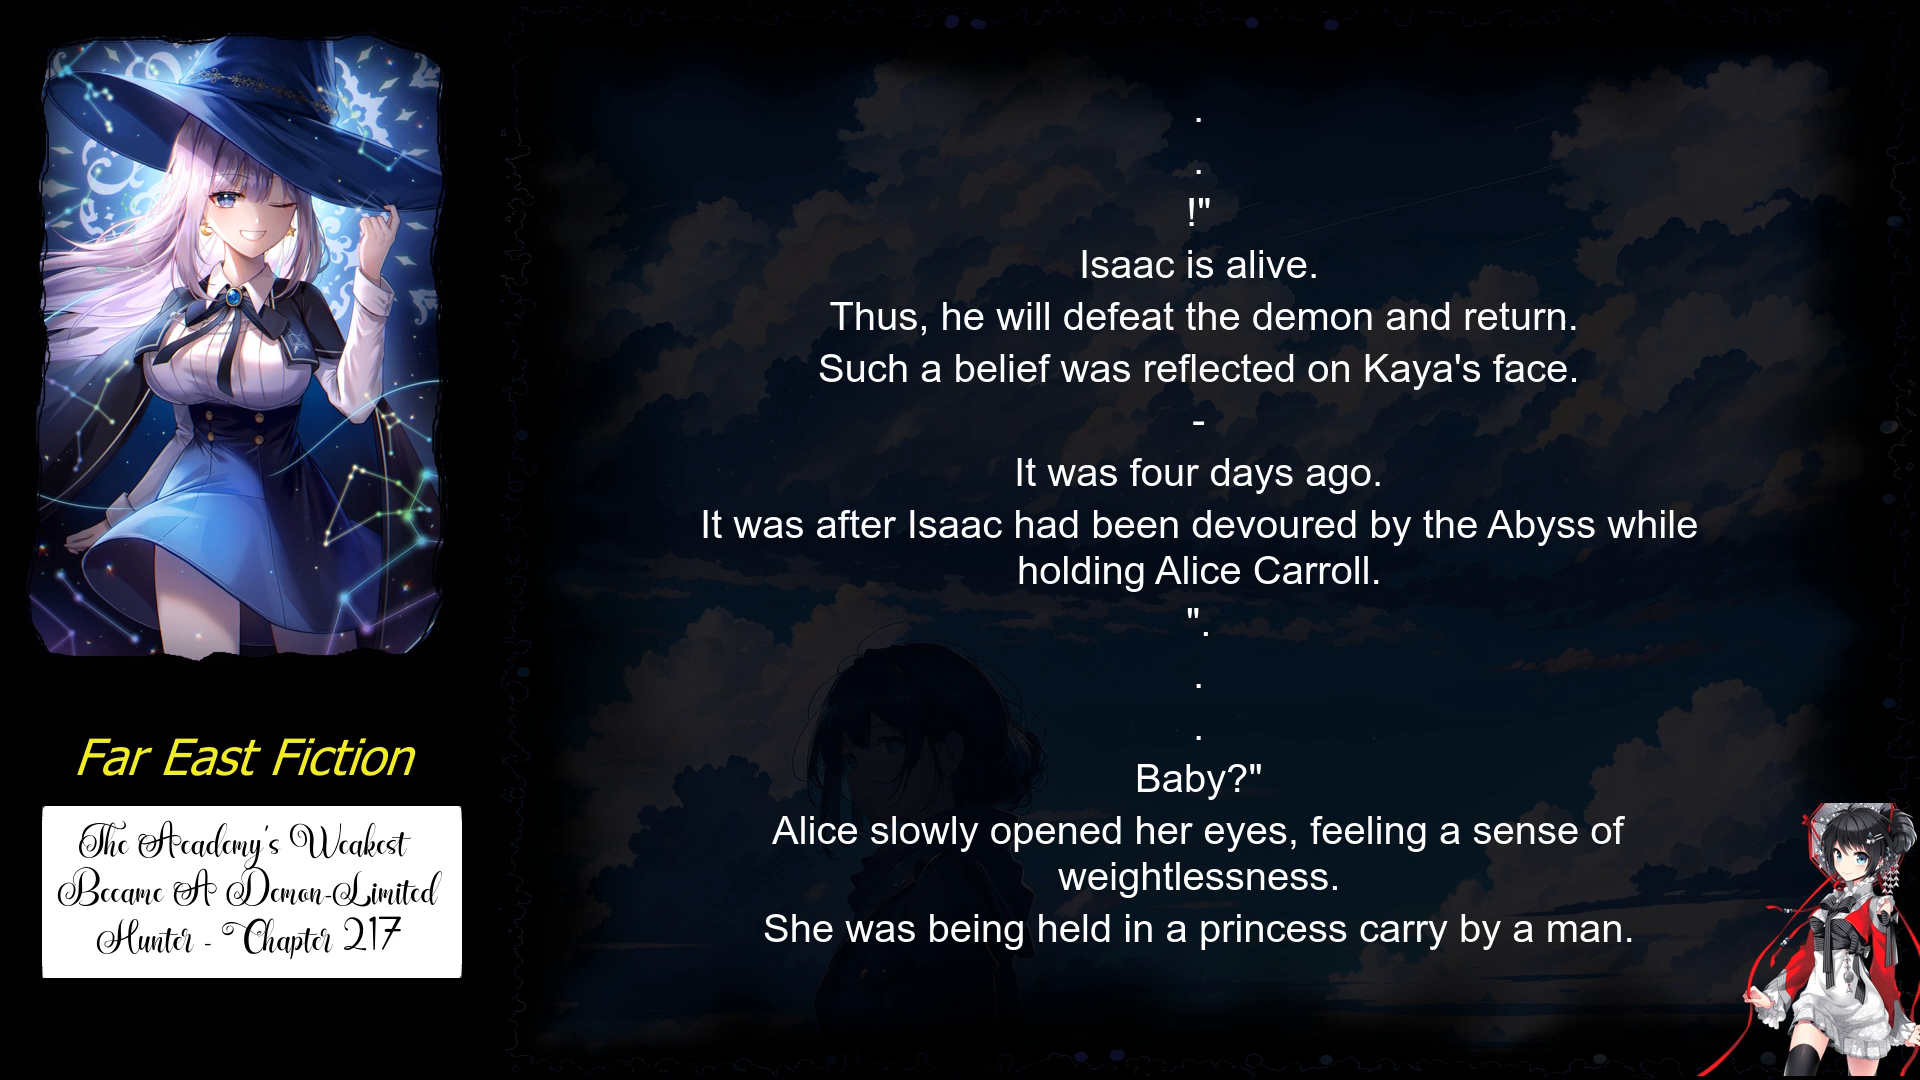 .
.
!"
Isaac is alive.
Thus, he will defeat the demon and return.
Such a belief was reflected on Kaya's face.
-
It was four days ago.
It was after Isaac had been devoured by the Abyss while
holding Alice Carroll.
".
.
.
Baby?"
Alice slowly opened her eyes, feeling a sense of
weightlessness.
She was being held in a princess carry by a man.
Far East Fiction
The Academy's Weakest
Became A Demon-Limited
Hunter - Chapter 217